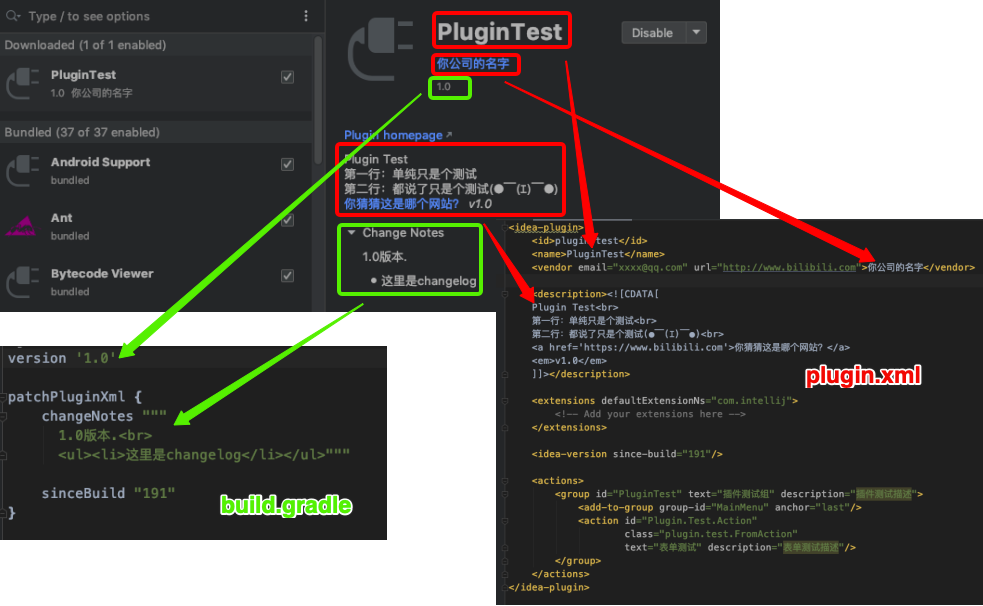 Type / to see options
Downloaded (1 of 1 enabled)
PluginTest
1.0 你公司的名字
Bundled (37 of 37 enabled)
Android Support
bundled
Ant
bundled
Bytecode Viewer
bundled
PluginTest
Disable
你公司的名字
1.0
Plugin homepage
Plugin Test
第一行：单纯只是个测试
第二行：都说了只是个测试(●￣(ｴ)￣●)
你猜猜这是哪个网站？ v1.0
Change Notes
1.0版本.
这里是changelog
version '1.0'
patchPluginXml {
changeNotes """
1.0版本.<br>
<ul><li>这里是changelog</li></ul>"""
sinceBuild "191"
}
build.gradle
<idea-plugin>
<id>plugin.test</id>
<name>PluginTest</name>
<vendor email="xxxx@qq.com" url="http://www.bilibili.com">你公司的名字</vendor>
<description><![CDATA[
Plugin Test<br>
第一行：单纯只是个测试<br>
第二行：都说了只是个测试(●￣(ｴ)￣●)<br>
<a href='https://www.bilibili.com'>你猜猜这是哪个网站？</a>
<em>v1.0</em>
]]></description>
plugin.xml
<extensions defaultExtensionNs="com.intellij">
<!-- Add your extensions here -->
</extensions>
<idea-version since-build="191"/>
<actions>
<group id="PluginTest" text="插件测试组" description="插件测试描述">
<add-to-group group-id="MainMenu" anchor="last"/>
<action id="Plugin.Test.Action"
class="plugin.test.FromAction"
text="表单测试" description="表单测试描述"/>
</group>
</actions>
</idea-plugin>